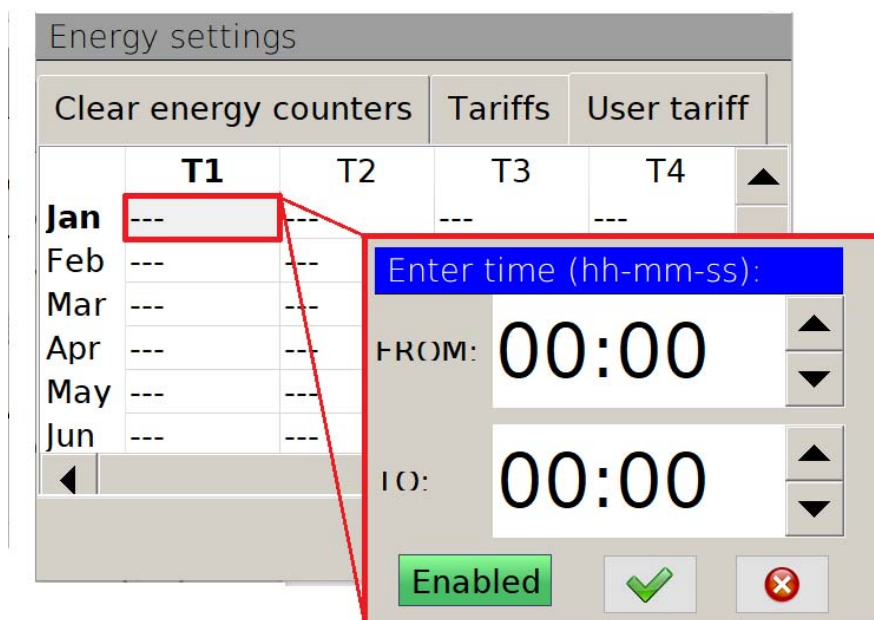 Energy settings
Clear energy counters Tariffs User tariff
T1 T2 T3 T4
Jan --- --- --- ---
Feb --- ---
Mar --- ---
Apr --- ---
May --- ---
Jun --- ---
Enter time (hh-mm-ss):
FROM: 00:00
TO: 00:00
Enabled